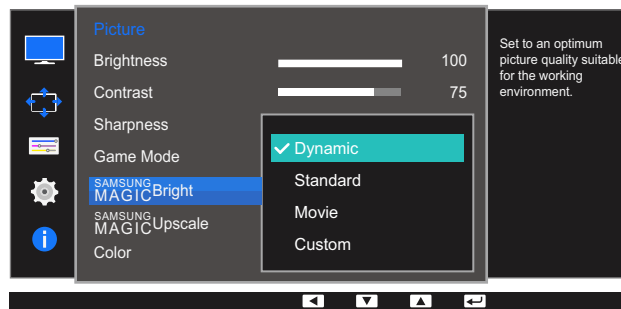 Picture
Brightness 100
Contrast 75
Sharpness
Game Mode
SAMSUNG
MAGICBright
SAMSUNG
MAGICUpscale
Color
Dynamic
Standard
Movie
Custom
Set to an optimum
picture quality suitable
for the working
environment.
i